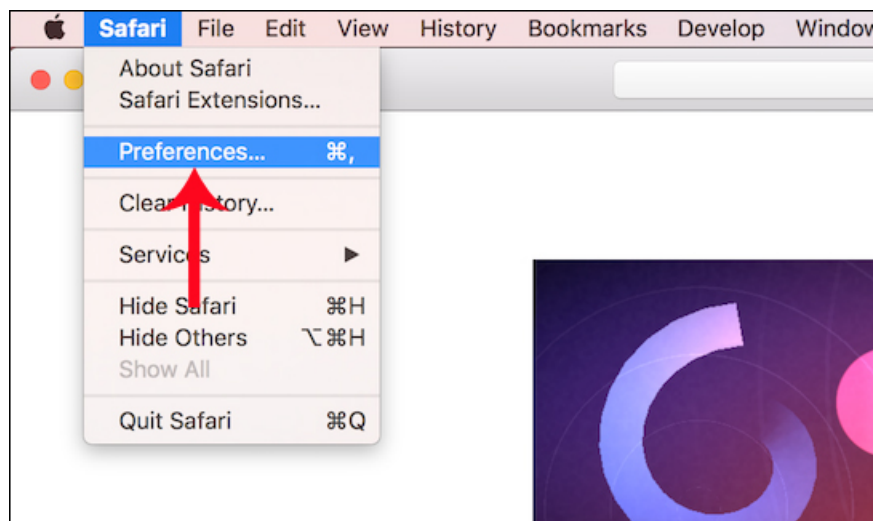 Safari File Edit View History Bookmarks Develop Window
About Safari
Safari Extensions...
Preferences... ⌘,
Clear History...
Services ▶
Hide Safari ⌘H
Hide Others ⌥⌘H
Show All
Quit Safari ⌘Q